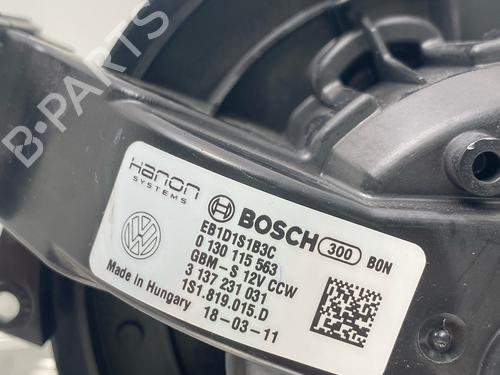 B-PARTS
Hanon
SYSTEMS
BOSCH 300 BON
EB1D1S1B3C
0 130 115 563
GBM-S 12V CCW
3 137 231 031
1S1.819.015.D
Made in Hungary 18-03-11